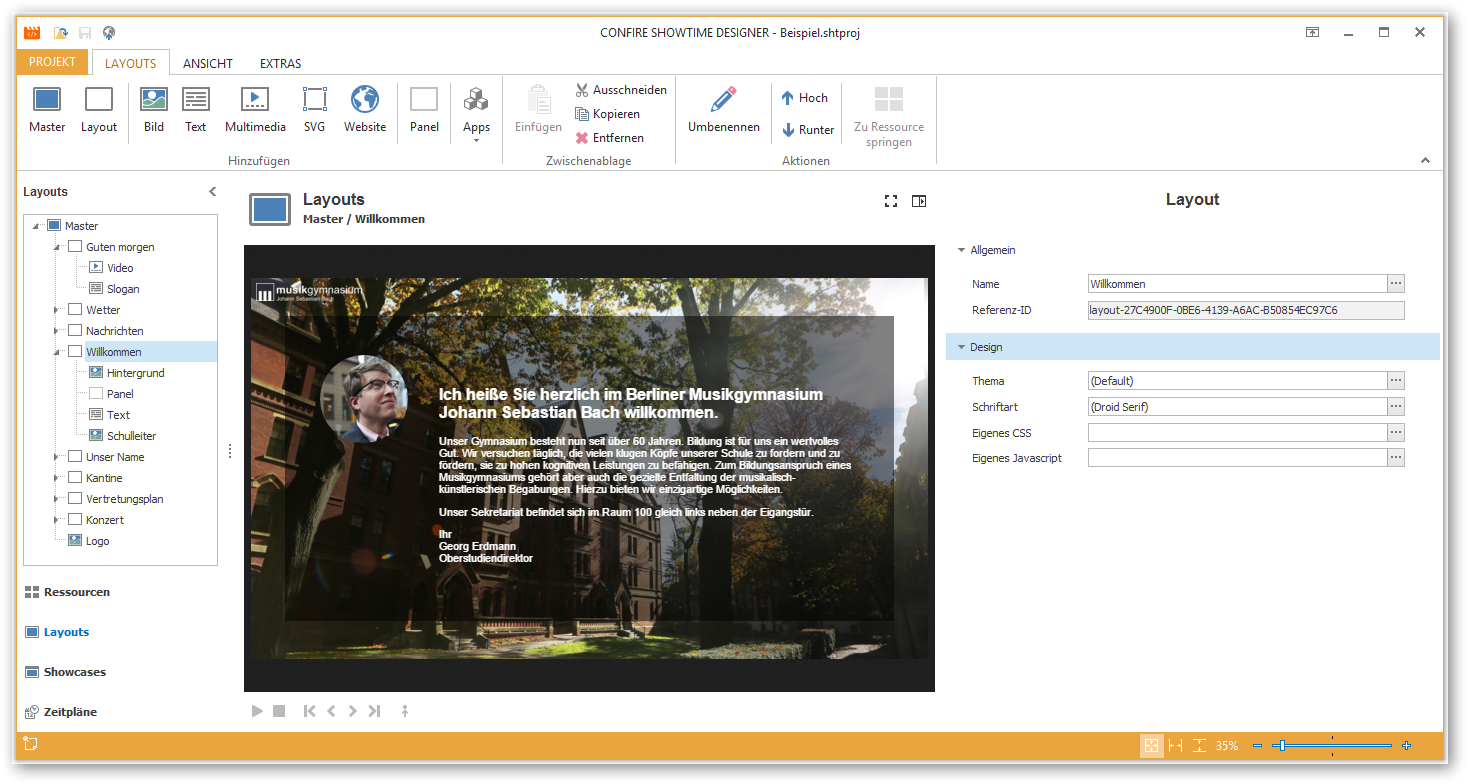 CONFIRE SHOWTIME DESIGNER - Beispiel.shtproj
PROJEKT
LAYOUTS
ANSICHT
EXTRAS
Master
Layout
Bild
Text
Multimedia
SVG
Website
Panel
Apps
Hinzufügen
Einfügen
Ausschneiden
Kopieren
Entfernen
Zwischenablage
Umbenennen
Hoch
Runter
Zu Ressource
springen
Aktionen
Layouts
Master
Guten morgen
Video
Slogan
Wetter
Nachrichten
Willkommen
Hintergrund
Panel
Text
Schulleiter
Unser Name
Kantine
Vertretungsplan
Konzert
Logo
Ressourcen
Layouts
Showcases
Zeitpläne
Layouts
Master / Willkommen
musikgymnasium
Johann Sebastian Bach
Ich heiße Sie herzlich im Berliner Musikgymnasium
Johann Sebastian Bach willkommen.
Unser Gymnasium besteht nun seit über 60 Jahren. Bildung ist für uns ein wertvolles
Gut. Wir versuchen täglich, die vielen klugen Köpfe unserer Schule zu fordern und zu
fördern, sie zu hohen kognitiven Leistungen zu befähigen. Zum Bildungsanspruch eines
Musikgymnasiums gehört aber auch die gezielte Entfaltung der musikalisch-
künstlerischen Begabungen. Hierzu bieten wir einzigartige Möglichkeiten.
Unser Sekretariat befindet sich im Raum 100 gleich links neben der Eigangstür.
Ihr
Georg Erdmann
Oberstudiendirektor
Layout
Allgemein
Name
Willkommen
Referenz-ID
layout-27C4900F-0BE6-4139-A6AC-B50854EC97C6
Design
Thema
(Default)
Schriftart
(Droid Serif)
Eigenes CSS
Eigenes Javascript
35%